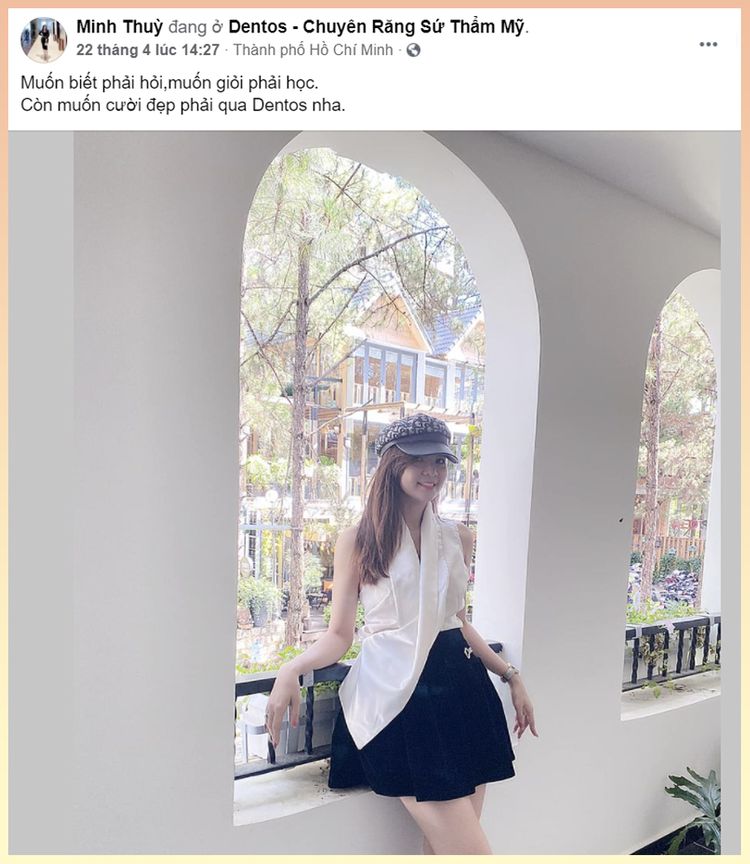 Minh Thuỳ đang ở Dentos - Chuyên Răng Sứ Thẩm Mỹ.
22 tháng 4 lúc 14:27 · Thành phố Hồ Chí Minh ·
Muốn biết phải hỏi,muốn giỏi phải học.
Còn muốn cười đẹp phải qua Dentos nha.